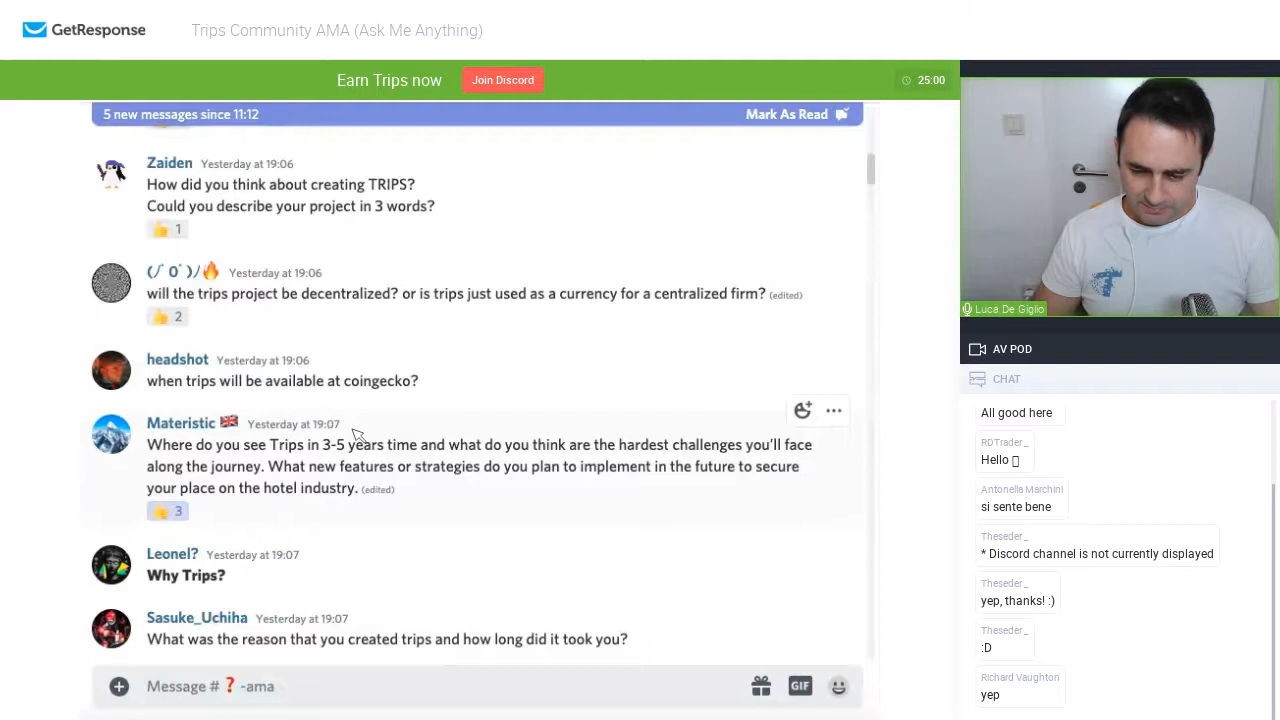 GetResponse
Trips Community AMA (Ask Me Anything)
Earn Trips now
Join Discord
25:00
5 new messages since 11:12
Mark As Read
Zaiden Yesterday at 19:06
How did you think about creating TRIPS?
Could you describe your project in 3 words?
👍 1
(ﾉﾟ0ﾟ)ﾉ🔥 Yesterday at 19:06
will the trips project be decentralized? or is trips just used as a currency for a centralized firm? (edited)
👍 2
headshot Yesterday at 19:06
when trips will be available at coingecko?
Materistic 🇬🇧 Yesterday at 19:07
Where do you see Trips in 3-5 years time and what do you think are the hardest challenges you'll face
along the journey. What new features or strategies do you plan to implement in the future to secure
your place on the hotel industry. (edited)
👍 3
Leonel? Yesterday at 19:07
Why Trips?
Sasuke_Uchiha Yesterday at 19:07
What was the reason that you created trips and how long did it took you?
Message # ❓ -ama
GIF
Luca De Giglio
AV POD
CHAT
All good here
RDTrader_
Hello
Antonella Marchini
si sente bene
Theseder_
* Discord channel is not currently displayed
Theseder_
yep, thanks! :)
Theseder_
:D
Richard Vaughton
yep